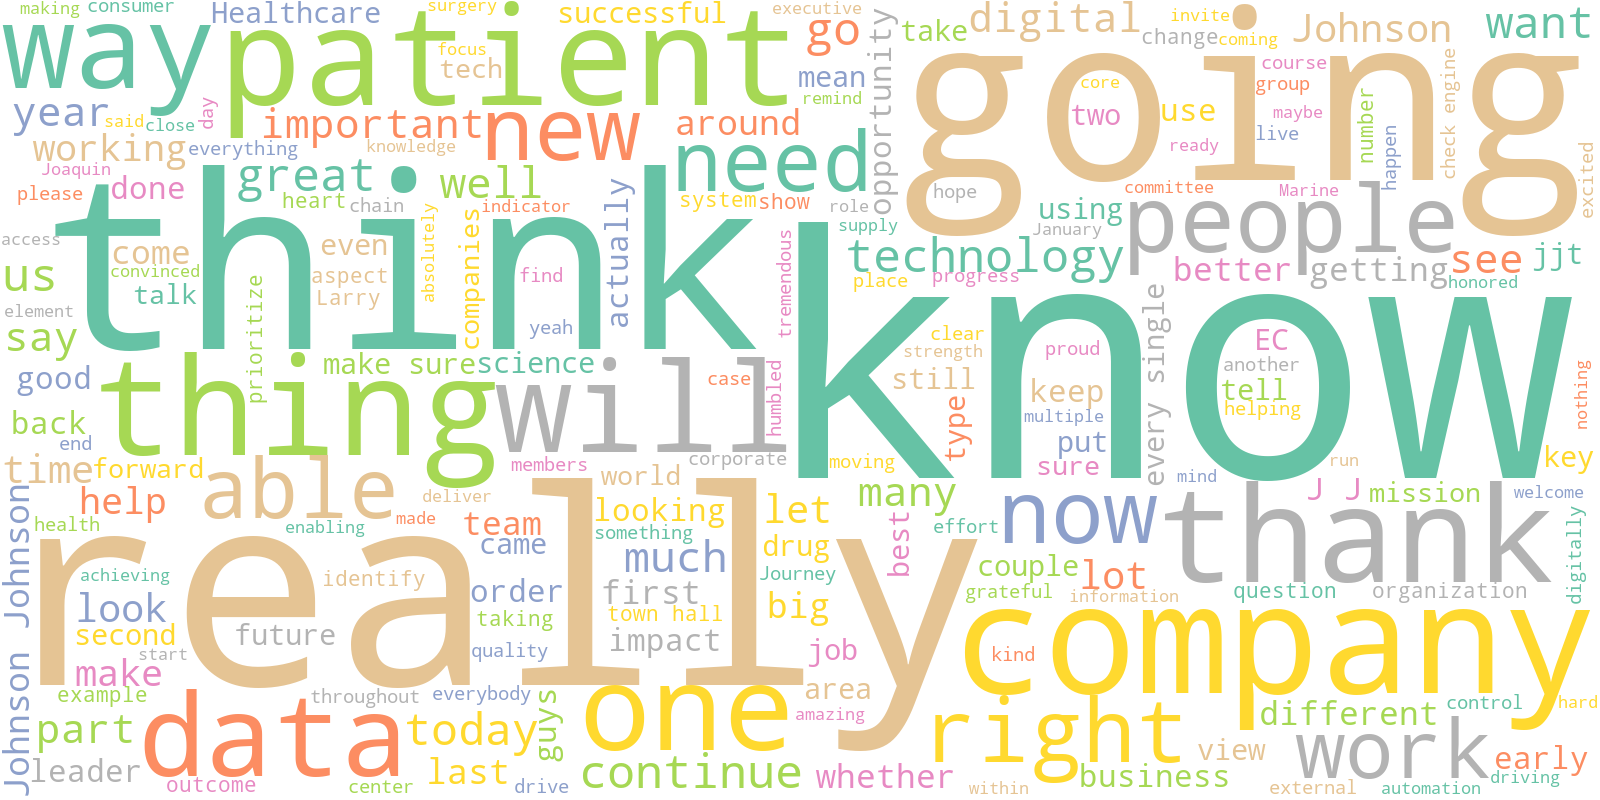 making
consumer
Healthcare
surgery
successful
executive
way
patient
focus
tech
go
take
digital
invite
change
coming
Johnson
want
year
said
close
day
important
new
mean
remind
around
opportunity
going
core
two
use
course
group
live
ready
maybe
number
happen
check engine
excited
working
everything
knowledge
Joaquin
please
done
great
well
need
heart
chain
indicator
system
show
role
hope
committee
Marine
access
come
even
absolutely
companies
actually
supply
using
January
people
think
technology
better
getting
see
jjt
honored
us
convinced
talk
aspect
Larry
find
yeah
tremendous
place
progress
element
say
prioritize
make sure
science
know
clear
strength
proud
EC
another
every single
good
thing
will
case
humbled
still
keep
multiple
tell
helping
nothing
back
end
type
put
sure
key
time
forward
able
members
corporate
moving
world
mind
run
help
health
deliver
enabling
made
team
looking
something
let
many
effort
now
thank
J J
mission
welcome
digitally
Johnson Johnson
achieving
look
really
came
much
drug
best
couple
lot
identify
order
first
Journey
grateful
information
question
organization
second
start
future
taking
town hall
big
company
make
quality
impact
job
kind
example
throughout
everybody
area
amazing
part
data
today
guys
one
right
different
control
hard
leader
outcome
center
last
drive
continue
whether
view
work
early
business
within
external
automation
driving